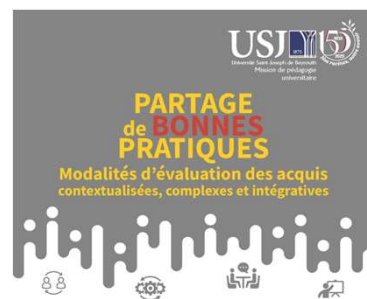 USJ
Université Saint-Joseph de Beyrouth
Mission de pédagogie
universitaire
PARTAGE
de BONNES
PRATIQUES
Modalités d'évaluation des acquis
contextualisées, complexes et intégratives